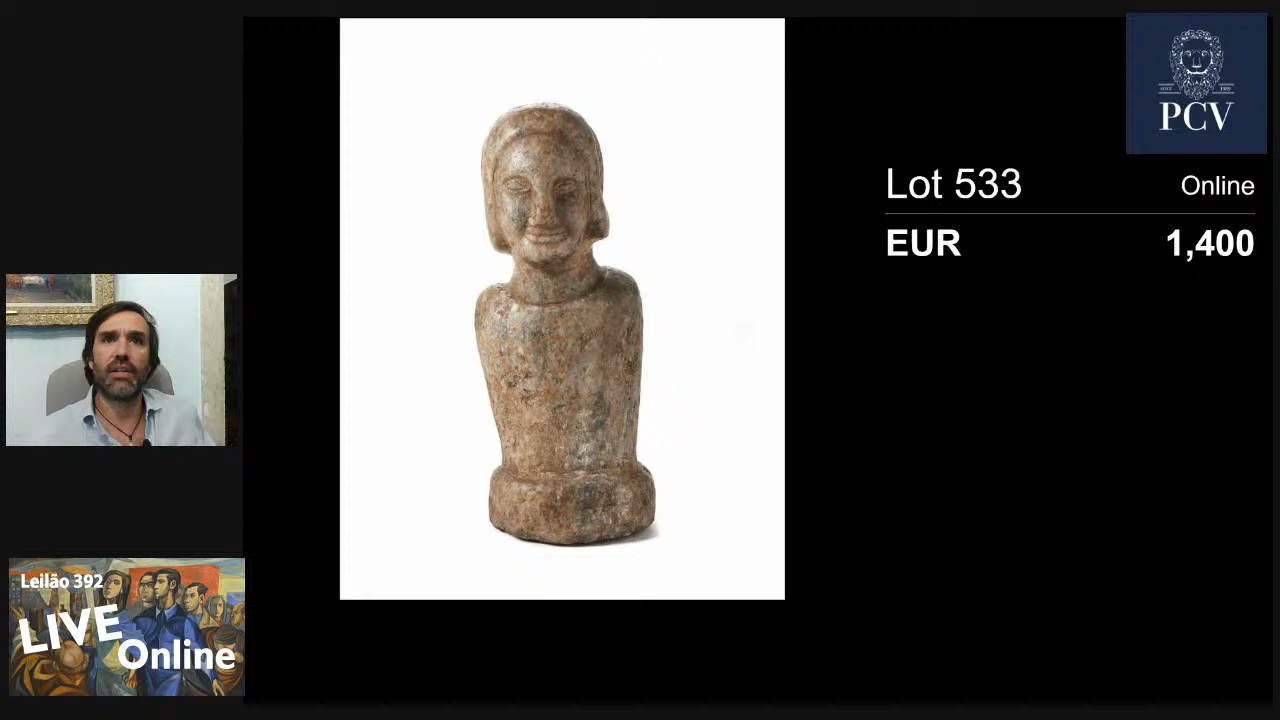 PCV
Lot 533 Online
EUR 1,400
Leilão 392
LIVE
Online